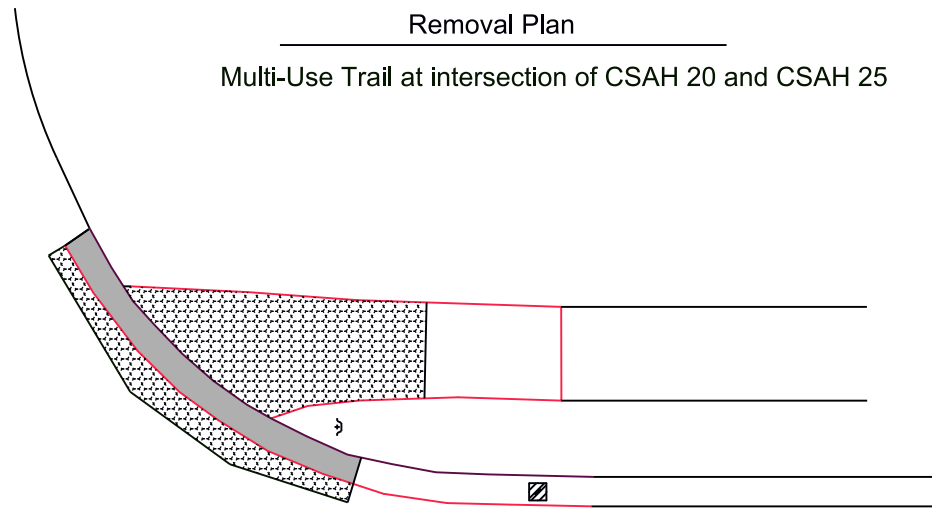 Removal Plan
Multi-Use Trail at intersection of CSAH 20 and CSAH 25